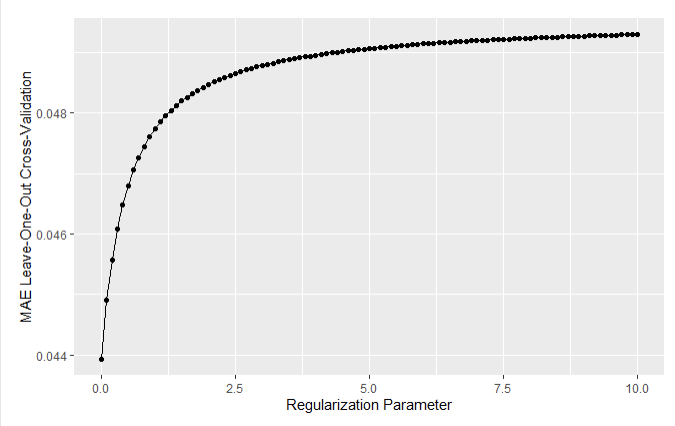 MAE Leave-One-Out Cross-Validation
0.048
0.046
0.044
0.0 2.5 5.0 7.5 10.0
Regularization Parameter